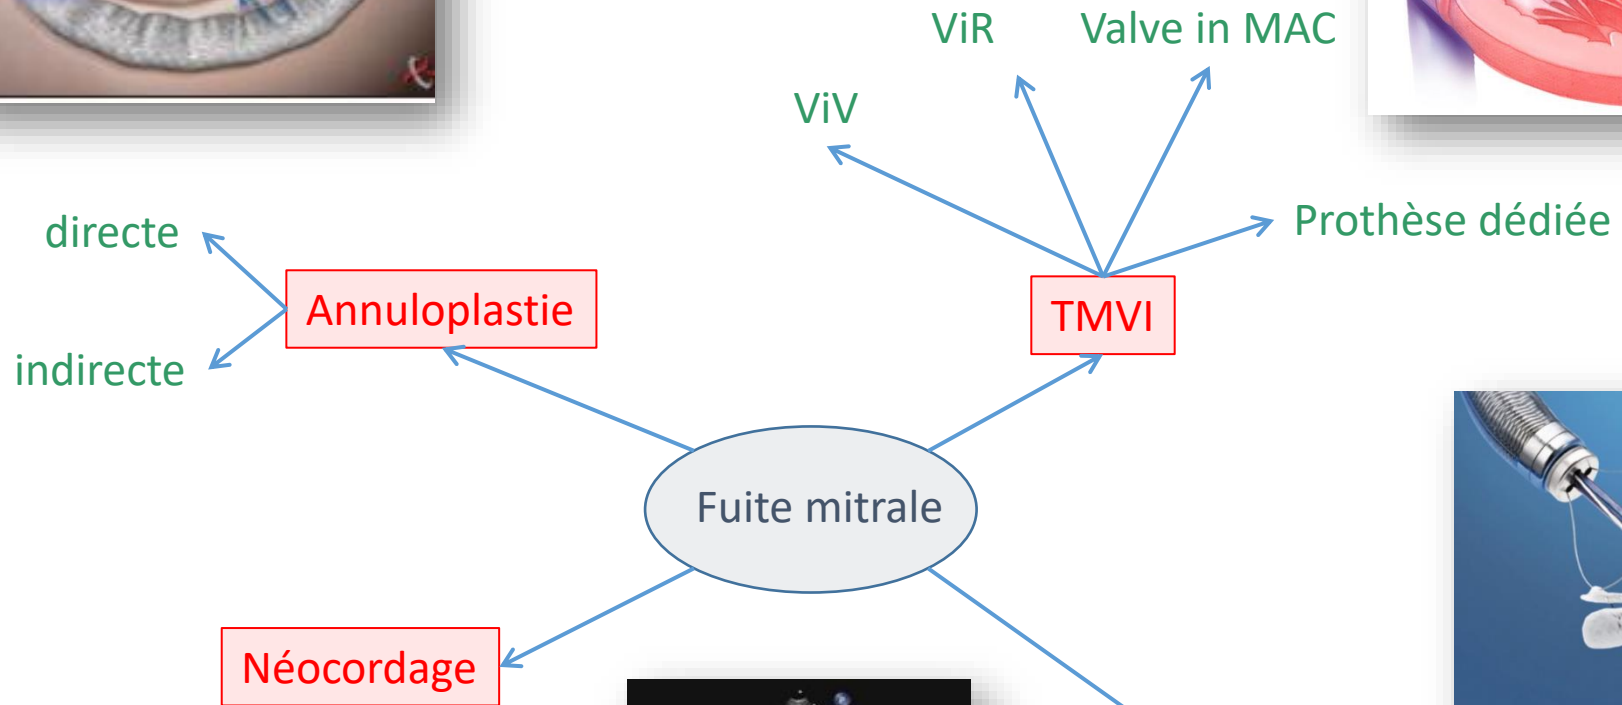 ViR
Valve in MAC
ViV
Prothèse dédiée
directe
Annuloplastie
TMVI
indirecte
Fuite mitrale
Néocordage